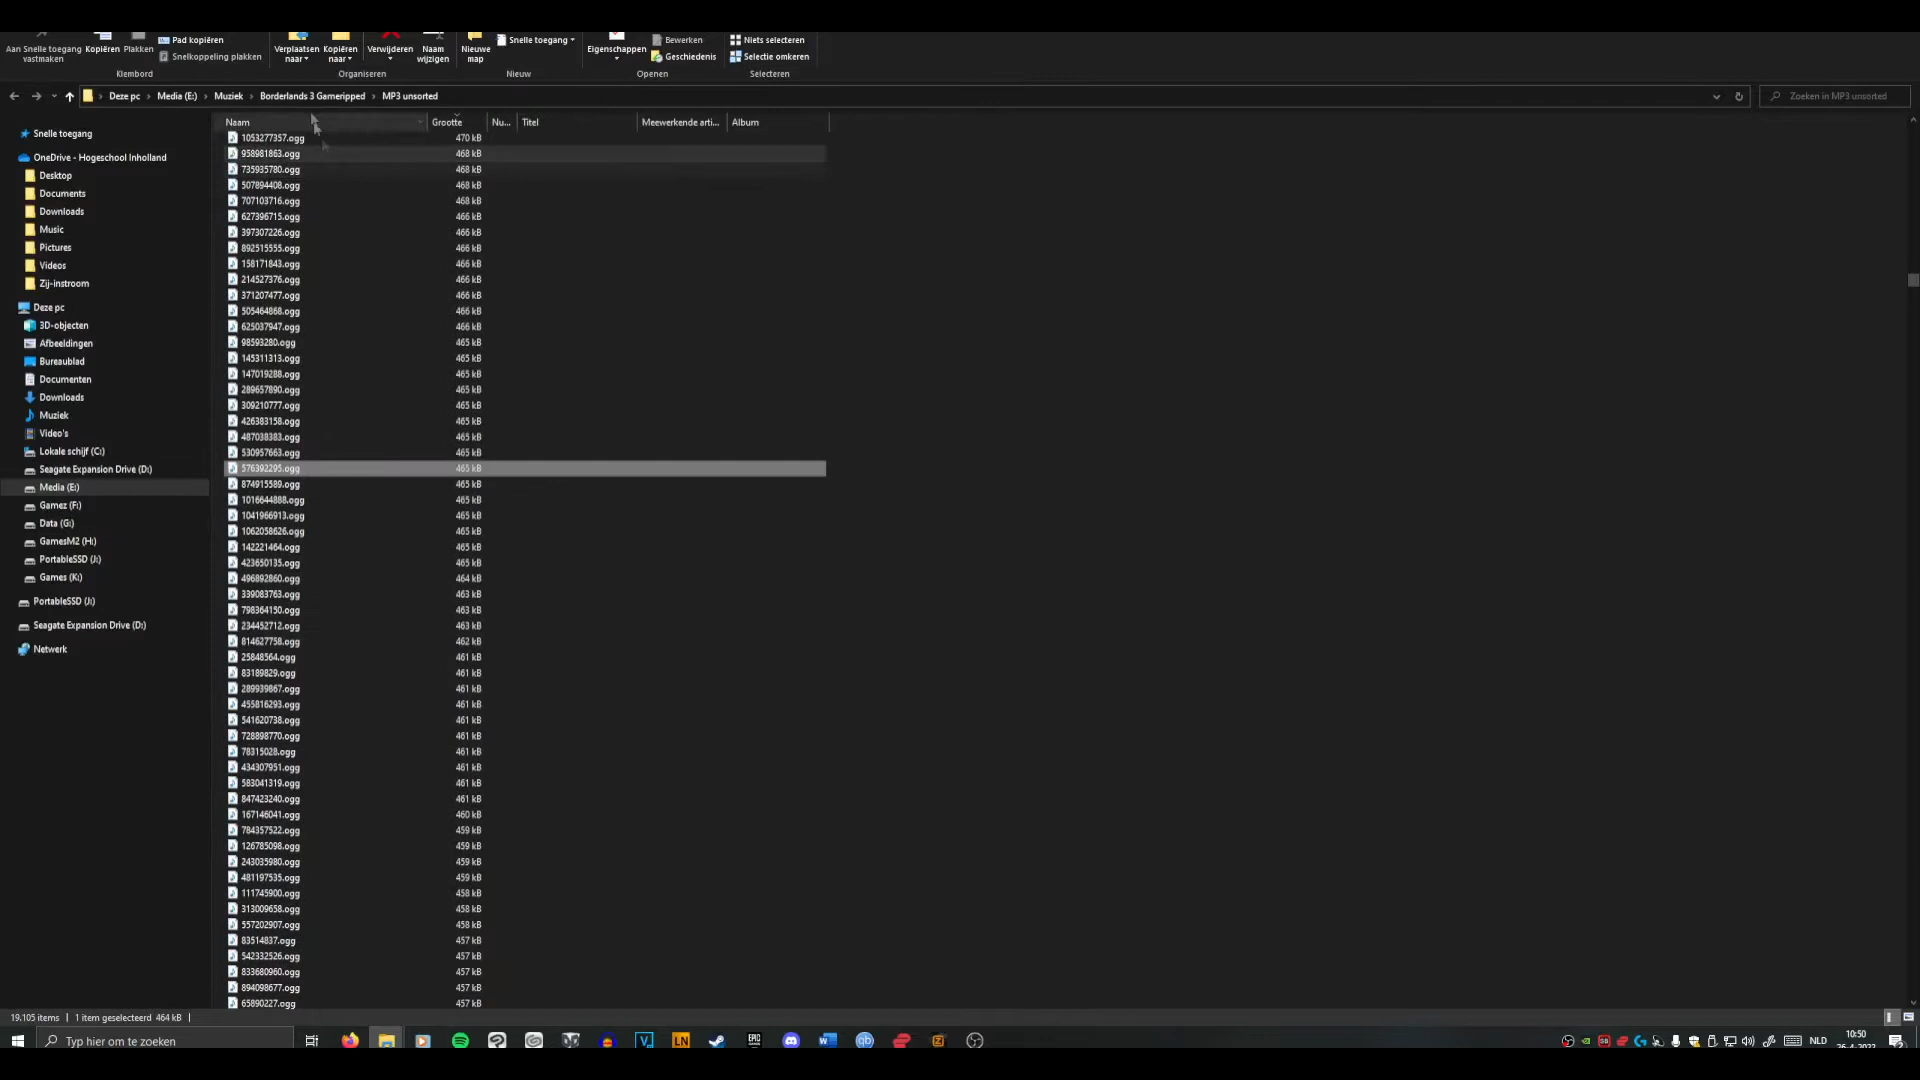 Pad kopiëren
Snelkoppeling plakken
Aan Snelle toegang vastmaken
Kopiëren
Plakken
Klembord
Verplaatsen naar
Kopiëren naar
Verwijderen
Naam wijzigen
Organiseren
Nieuwe map
Snelle toegang
Nieuw
Eigenschappen
Bewerken
Geschiedenis
Openen
Niets selecteren
Selectie omkeren
Selecteren
Deze pc > Media (E:) > Muziek > Borderlands 3 Gameripped > MP3 unsorted
Zoeken in MP3 unsorted
Naam Grootte Nu... Titel Meewerkende arti... Album
Snelle toegang
OneDrive - Hogeschool Inholland
Desktop
Documents
Downloads
Music
Pictures
Videos
Zij-instroom
Deze pc
3D-objecten
Afbeeldingen
Bureaublad
Documenten
Downloads
Muziek
Video's
Lokale schijf (C:)
Seagate Expansion Drive (D:)
Media (E:)
Gamez (F:)
Data (G:)
GamesM2 (H:)
PortableSSD (J:)
Games (K:)
PortableSSD (J:)
Seagate Expansion Drive (D:)
Netwerk
1053277357.ogg 470 kB
958981863.ogg 468 kB
735935780.ogg 468 kB
507894408.ogg 468 kB
707103716.ogg 468 kB
627396715.ogg 466 kB
397307226.ogg 466 kB
892515555.ogg 466 kB
158171843.ogg 466 kB
214527376.ogg 466 kB
371207477.ogg 466 kB
505464868.ogg 466 kB
625037947.ogg 466 kB
98593280.ogg 465 kB
145311313.ogg 465 kB
147019288.ogg 465 kB
289657890.ogg 465 kB
309210777.ogg 465 kB
426383158.ogg 465 kB
487038383.ogg 465 kB
530957663.ogg 465 kB
576392295.ogg 465 kB
874915589.ogg 465 kB
1016644888.ogg 465 kB
1041966913.ogg 465 kB
1062058626.ogg 465 kB
142221464.ogg 465 kB
423650135.ogg 465 kB
496892860.ogg 464 kB
339083763.ogg 463 kB
798364150.ogg 463 kB
234452712.ogg 463 kB
814627758.ogg 462 kB
25848564.ogg 461 kB
83189829.ogg 461 kB
289939867.ogg 461 kB
455816293.ogg 461 kB
541620738.ogg 461 kB
728898770.ogg 461 kB
78315028.ogg 461 kB
434307951.ogg 461 kB
583041319.ogg 461 kB
847423240.ogg 461 kB
167146041.ogg 460 kB
784357522.ogg 459 kB
126785098.ogg 459 kB
243035980.ogg 459 kB
481197535.ogg 459 kB
111745900.ogg 458 kB
313009658.ogg 458 kB
557202907.ogg 458 kB
83514837.ogg 457 kB
542332526.ogg 457 kB
833680960.ogg 457 kB
894098677.ogg 457 kB
65890227.ogg 457 kB
19.105 items 1 item geselecteerd 464 kB
Typ hier om te zoeken
LN
EPIC
qb
NLD
10:50
26-4-2022